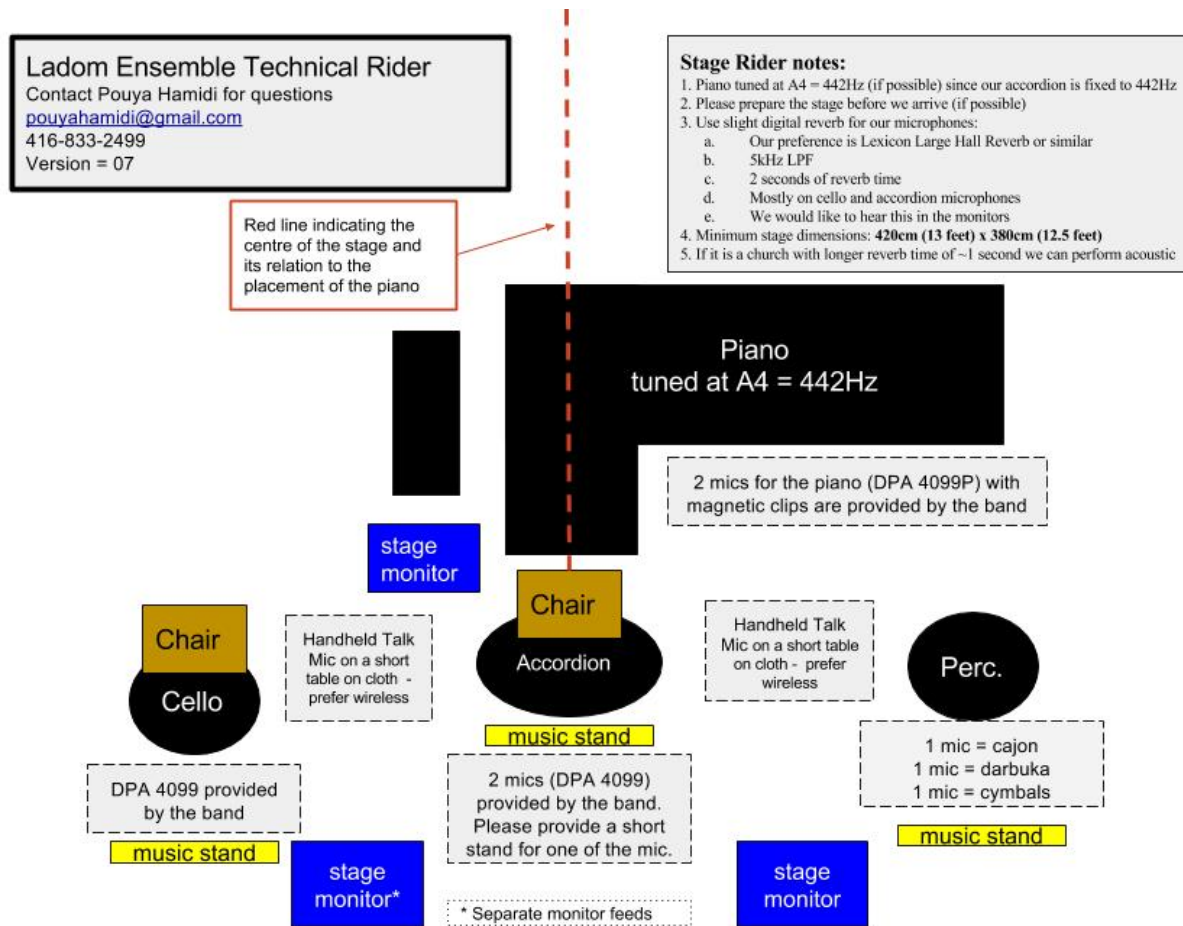 Ladom Ensemble Technical Rider
Contact Pouya Hamidi for questions
pouyahamidi@gmail.com
416-833-2499
Version = 07
Stage Rider notes:
1. Piano tuned at A4 = 442Hz (if possible) since our accordion is fixed to 442Hz
2. Please prepare the stage before we arrive (if possible)
3. Use slight digital reverb for our microphones:
a. Our preference is Lexicon Large Hall Reverb or similar
b. 5kHz LPF
c. 2 seconds of reverb time
d. Mostly on cello and accordion microphones
e. We would like to hear this in the monitors
4. Minimum stage dimensions: 420cm (13 feet) x 380cm (12.5 feet)
5. If it is a church with longer reverb time of ~1 second we can perform acoustic
Red line indicating the
centre of the stage and
its relation to the
placement of the piano
Piano
tuned at A4 = 442Hz
2 mics for the piano (DPA 4099P) with
magnetic clips are provided by the band
stage
monitor
Chair
Cello
Handheld Talk
Mic on a short
table on cloth -
prefer wireless
Chair
Accordion
Handheld Talk
Mic on a short table
on cloth - prefer
wireless
Perc.
music stand
DPA 4099 provided
by the band
2 mics (DPA 4099)
provided by the band.
Please provide a short
stand for one of the mic.
1 mic = cajon
1 mic = darbuka
1 mic = cymbals
music stand
music stand
stage
monitor*
* Separate monitor feeds
stage
monitor